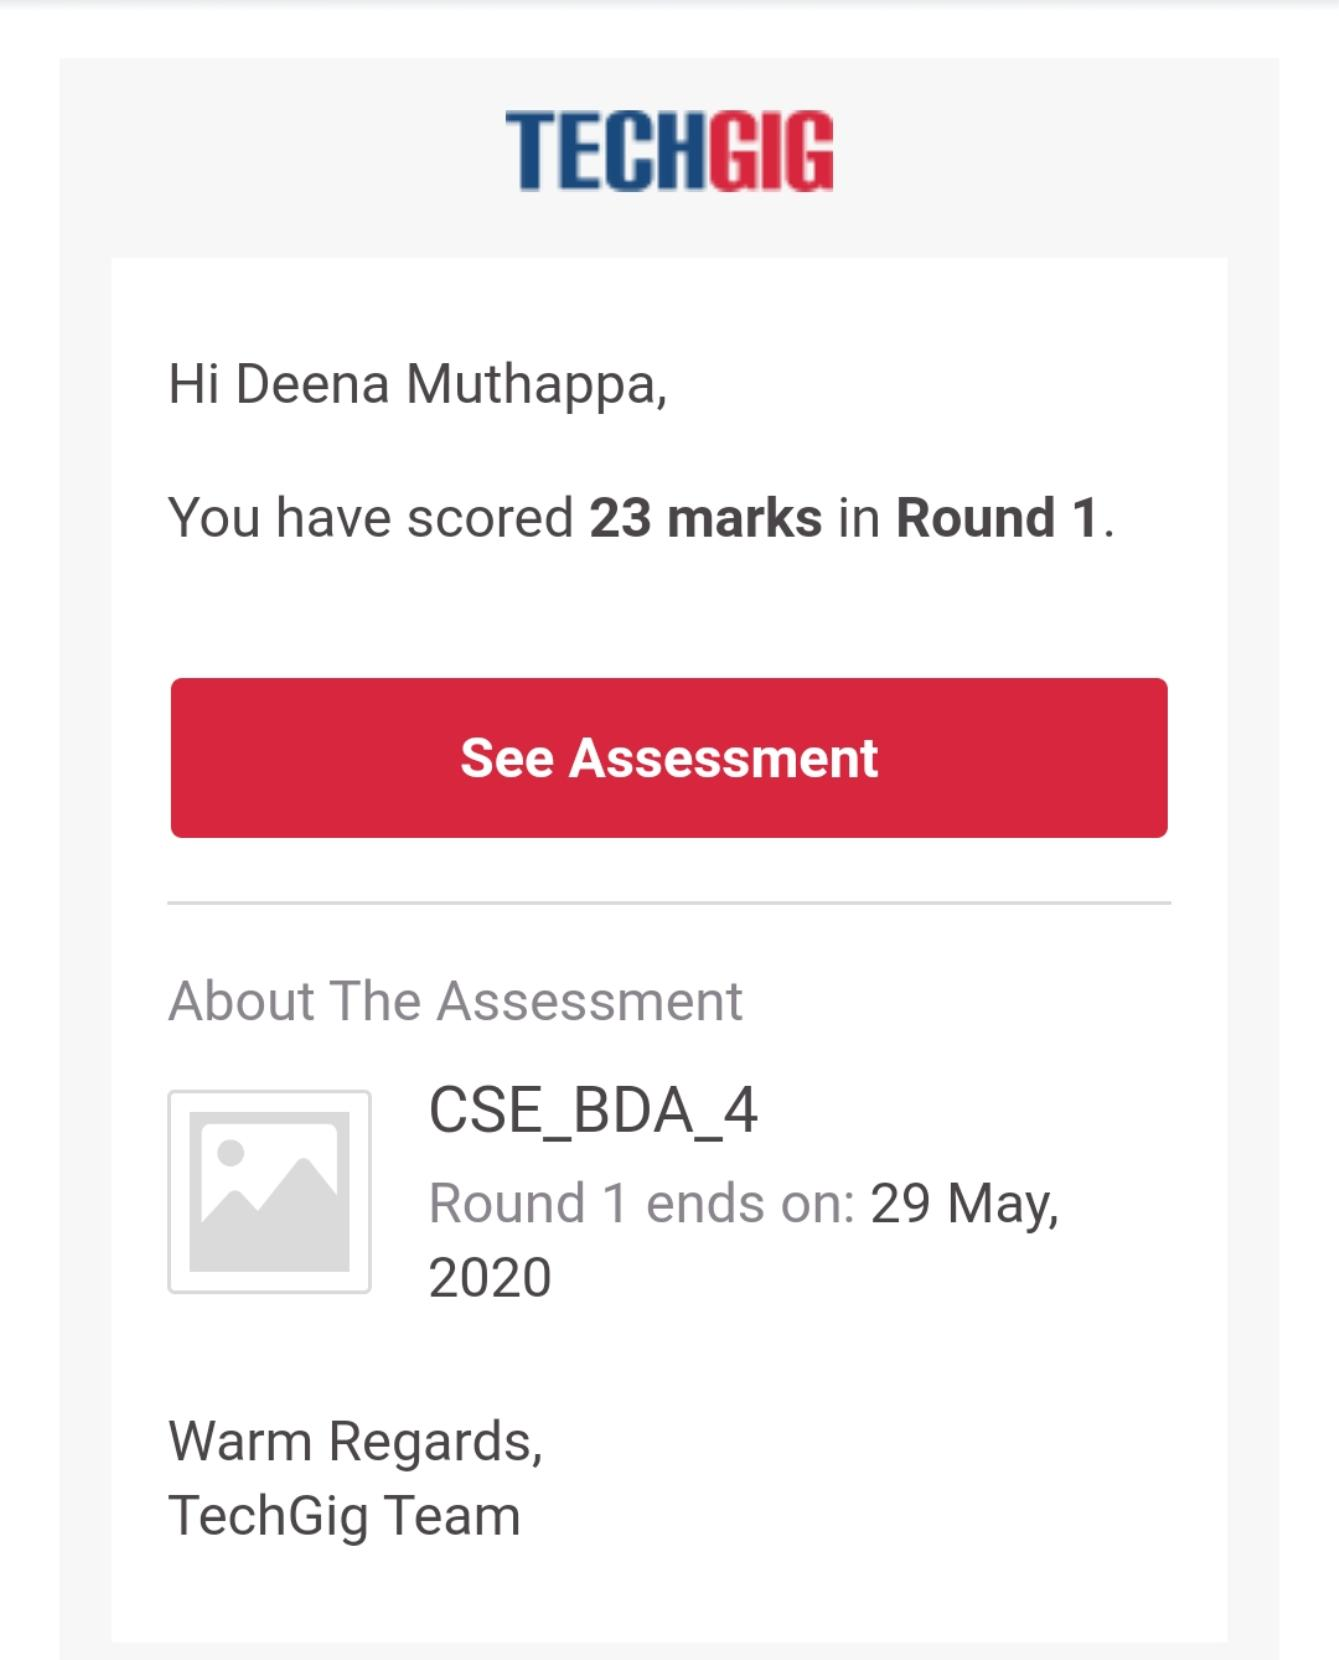 TECHGIG
Hi Deena Muthappa,
You have scored 23 marks in Round 1.
See Assessment
About The Assessment
CSE_BDA_4
Round 1 ends on: 29 May,
2020
Warm Regards,
TechGig Team